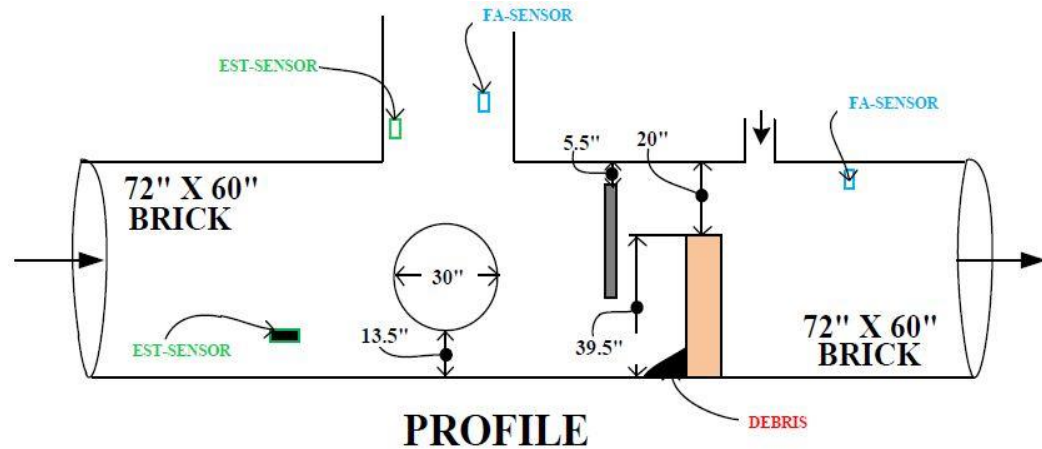 FA-SENSOR
EST-SENSOR
FA-SENSOR
5.5"
20"
72" X 60"
BRICK
30"
13.5"
39.5"
EST-SENSOR
72" X 60"
BRICK
DEBRIS
PROFILE